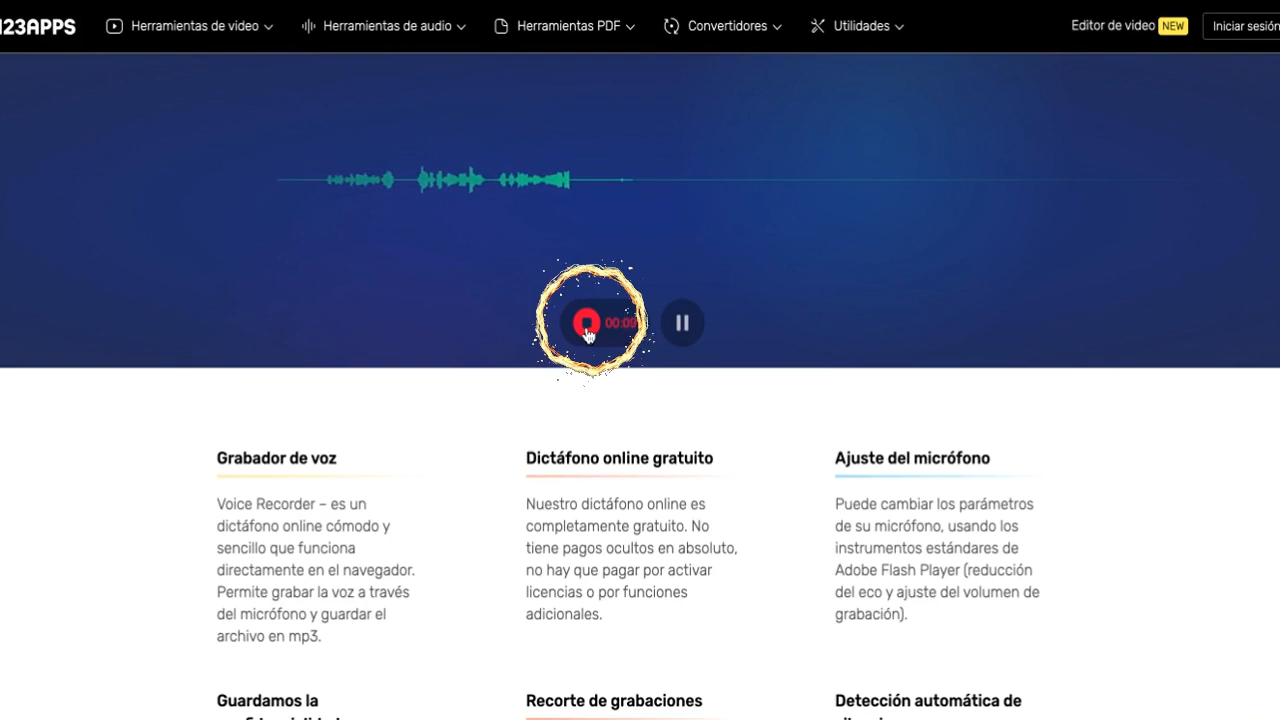 123APPS
Herramientas de video
Herramientas de audio
Herramientas PDF
Convertidores
Utilidades
Editor de video NEW
Iniciar sesión
00:09
Grabador de voz
Voice Recorder – es un
dictáfono online cómodo y
sencillo que funciona
directamente en el navegador.
Permite grabar la voz a través
del micrófono y guardar el
archivo en mp3.
Dictáfono online gratuito
Nuestro dictáfono online es
completamente gratuito. No
tiene pagos ocultos en absoluto,
no hay que pagar por activar
licencias o por funciones
adicionales.
Ajuste del micrófono
Puede cambiar los parámetros
de su micrófono, usando los
instrumentos estándares de
Adobe Flash Player (reducción
del eco y ajuste del volumen de
grabación).
Guardamos la
Recorte de grabaciones
Detección automática de